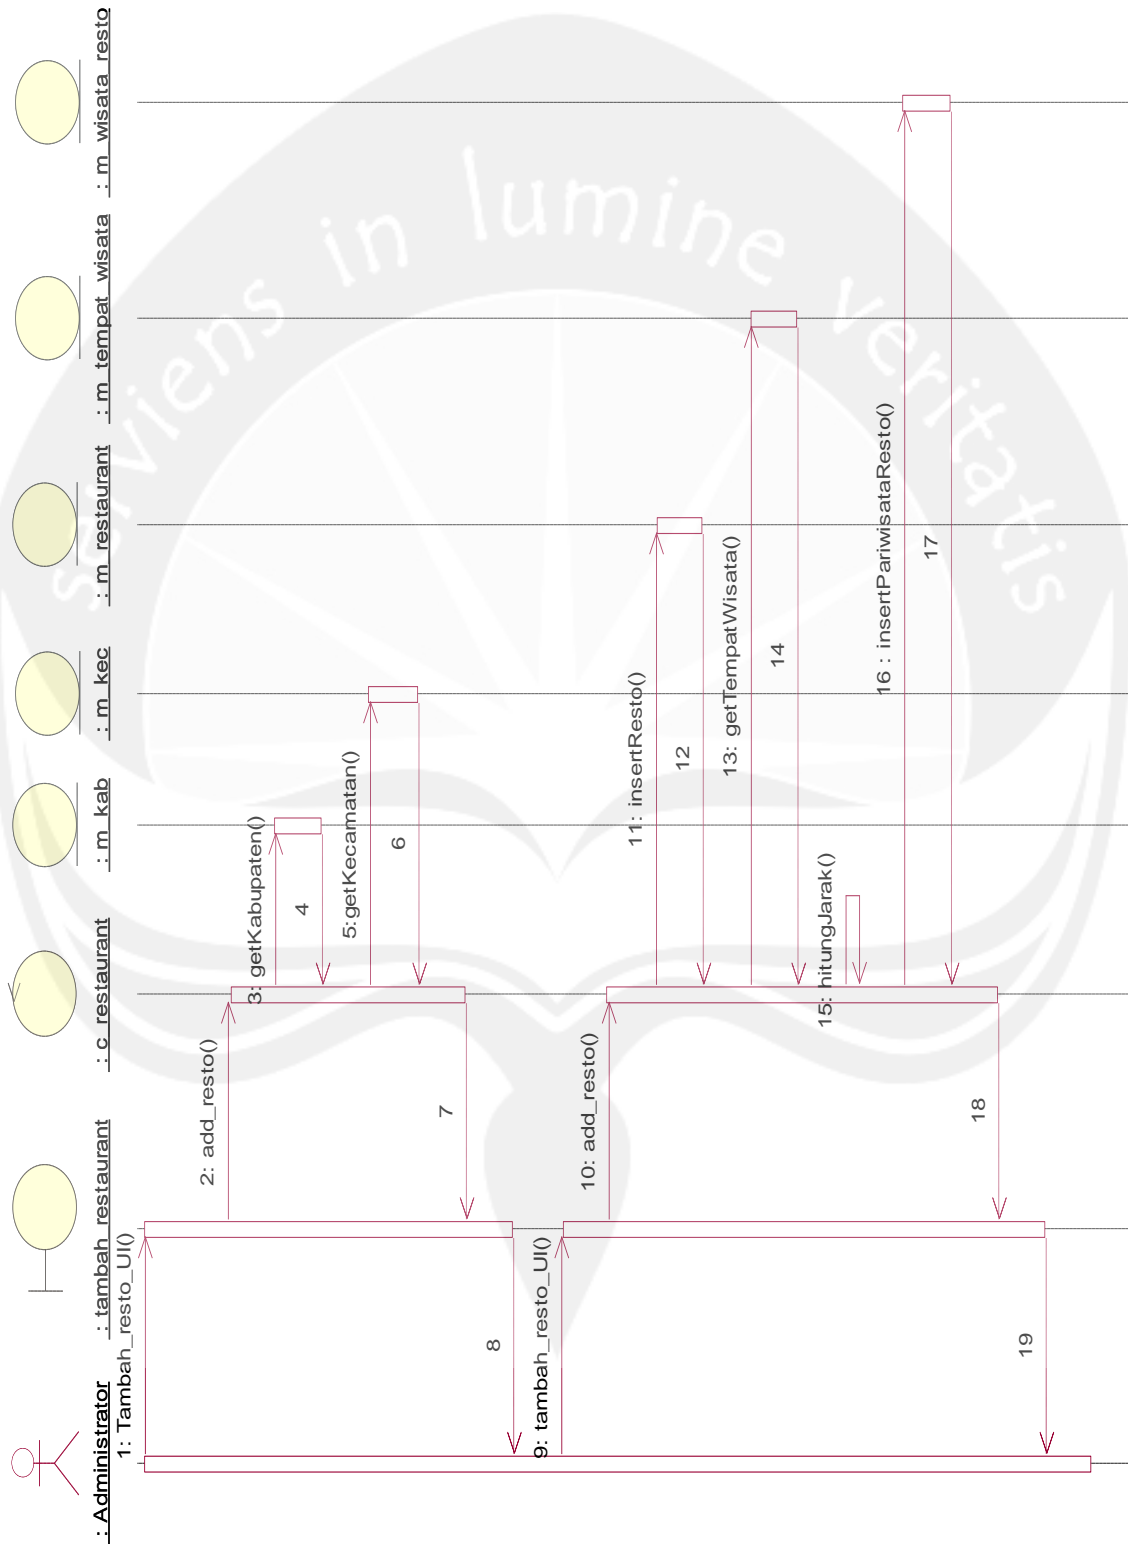 : Administrator
: tambah_restaurant
: c_restaurant
: m_kab
: m_kec
: m_restaurant
: m_tempat_wisata
: m_wisata_resto
1: Tambah_resto_UI()
2: add_resto()
3: getKabupaten()
4
5:getKecamatan()
6
7
8
9: tambah_resto_UI()
10: add_resto()
11: insertResto()
12
13: getTempatWisata()
14
15: hitungJarak()
16 : insertPariwisataResto()
17
18
19
serviens in lumine veritatis